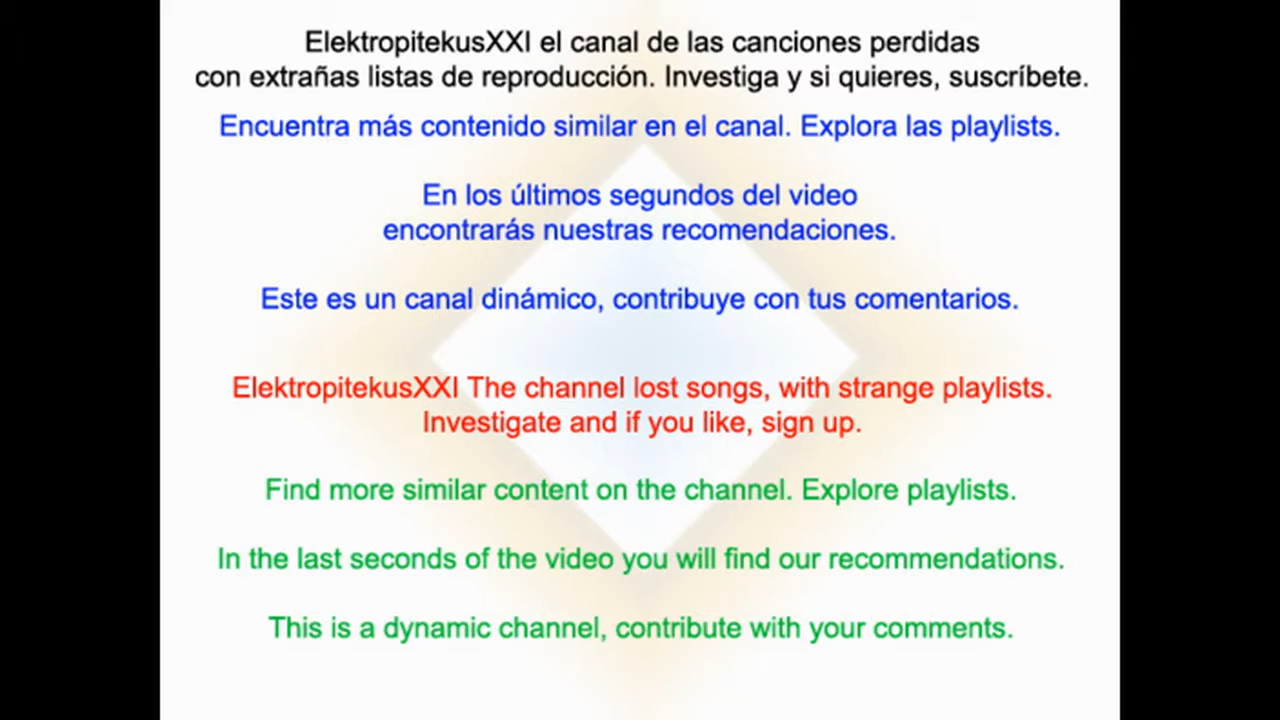 ElektropitekusXXI el canal de las canciones perdidas
con extrañas listas de reproducción. Investiga y si quieres, suscríbete.
Encuentra más contenido similar en el canal. Explora las playlists.
En los últimos segundos del video
encontrarás nuestras recomendaciones.
Este es un canal dinámico, contribuye con tus comentarios.
ElektropitekusXXI The channel lost songs, with strange playlists.
Investigate and if you like, sign up.
Find more similar content on the channel. Explore playlists.
In the last seconds of the video you will find our recommendations.
This is a dynamic channel, contribute with your comments.